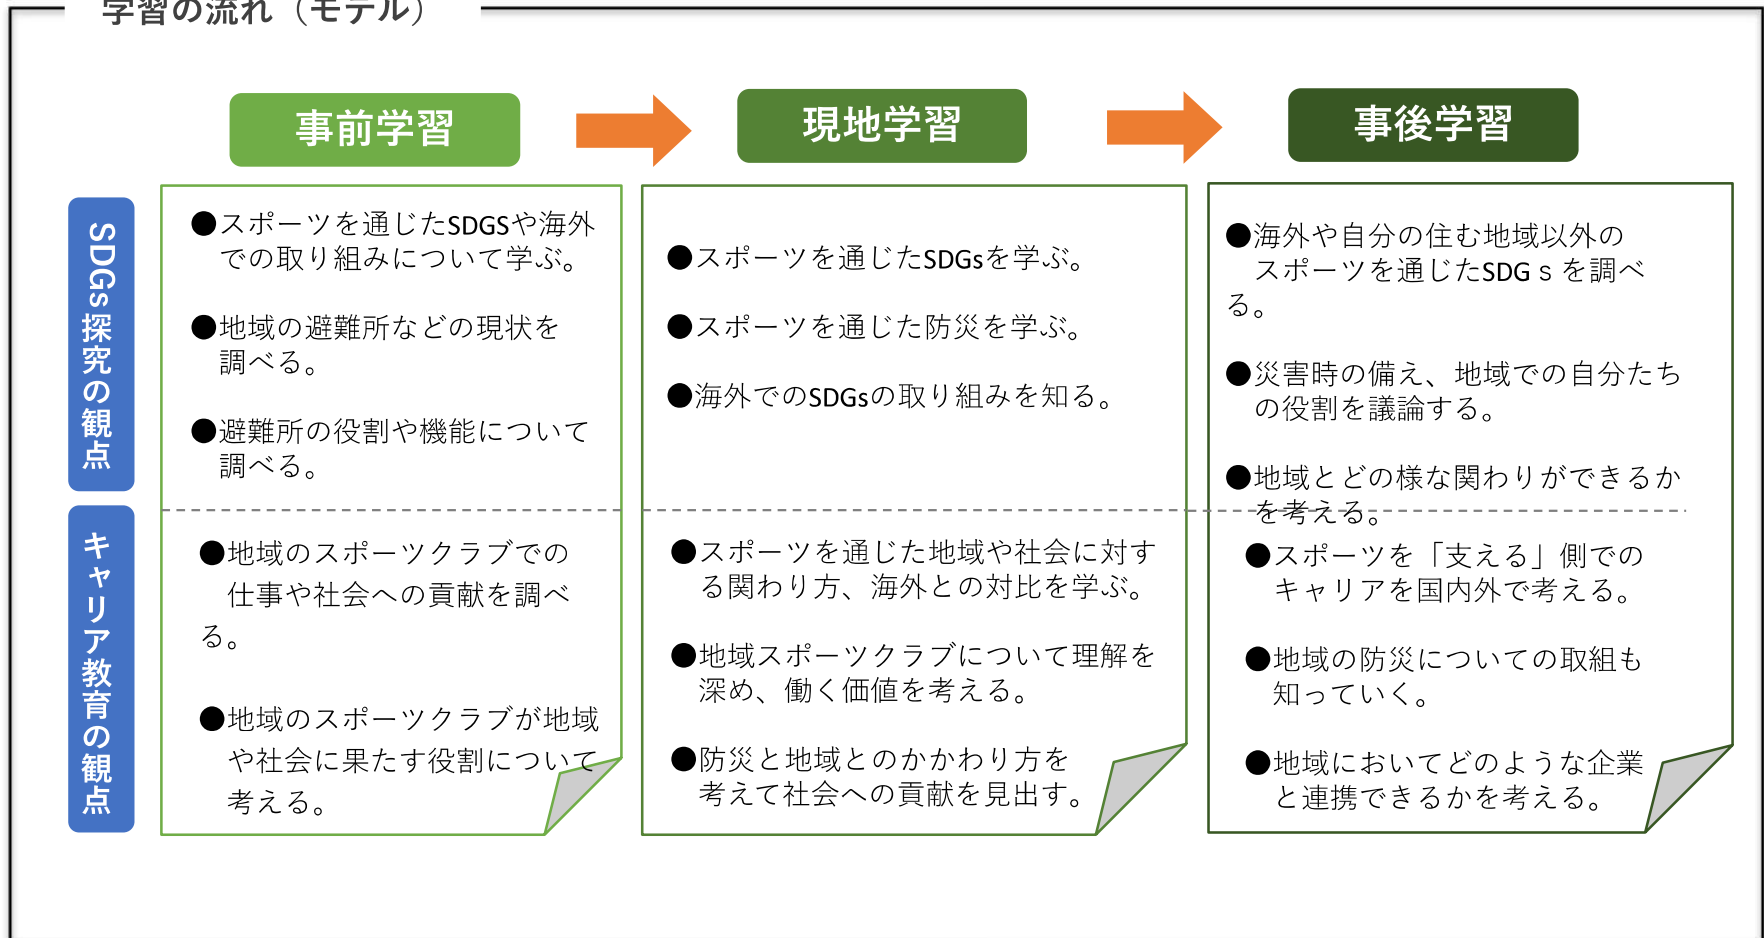 学習の流れ（モデル）
事前学習
現地学習
事後学習
SDGs探究の観点
●スポーツを通じたSDGSや海外
での取り組みについて学ぶ。
●地域の避難所などの現状を
調べる。
●避難所の役割や機能について
調べる。
●スポーツを通じたSDGsを学ぶ。
●スポーツを通じた防災を学ぶ。
●海外でのSDGsの取り組みを知る。
●海外や自分の住む地域以外の
スポーツを通じたSDGｓを調べ
る。
●災害時の備え、地域での自分たち
の役割を議論する。
●地域とどの様な関わりができるか
を考える。
キャリア教育の観点
●地域のスポーツクラブでの
仕事や社会への貢献を調べ
る。
●地域のスポーツクラブが地域
や社会に果たす役割について
考える。
●スポーツを通じた地域や社会に対す
る関わり方、海外との対比を学ぶ。
●地域スポーツクラブについて理解を
深め、働く価値を考える。
●防災と地域とのかかわり方を
考えて社会への貢献を見出す。
●スポーツを「支える」側での
キャリアを国内外で考える。
●地域の防災についての取組も
知っていく。
●地域においてどのような企業
と連携できるかを考える。